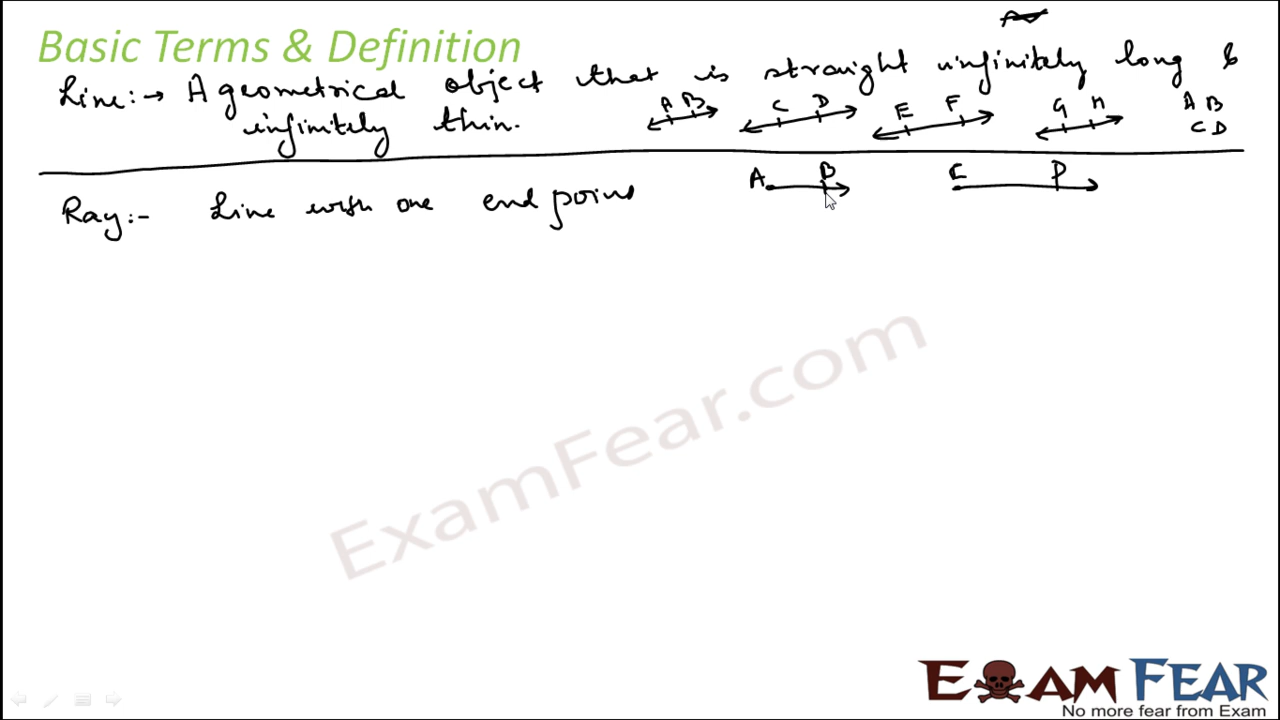 Basic Terms & Definition
Line:→ A geometrical object that is straight infinitely long &
infinitely thin.
A B C D E F G H A B
C D
Ray:- Line with one end point
A B C D
ExamFear.com
EXAM FEAR
No more fear from Exam